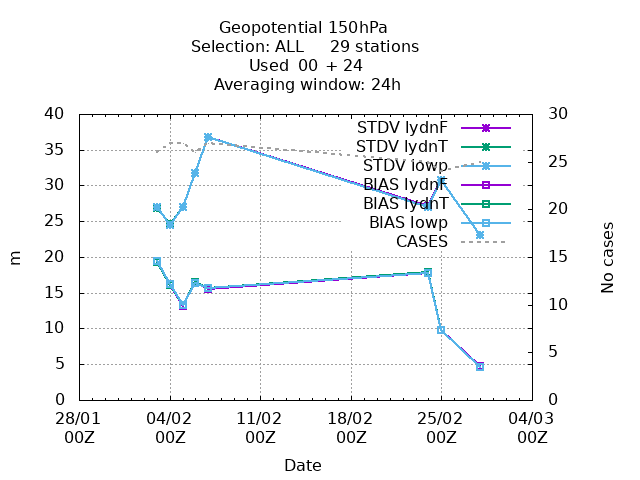 Geopotential 150hPa
Selection: ALL     29 stations
Used  00 + 24
Averaging window: 24h
40
35
30
25
20
15
10
5
0
m
30
25
20
15
10
5
0
No cases
STDV lydnF
STDV lydnT
STDV lowp
BIAS lydnF
BIAS lydnT
BIAS lowp
CASES
28/01 04/02 11/02 18/02 25/02 04/03
00Z 00Z 00Z 00Z 00Z 00Z
Date